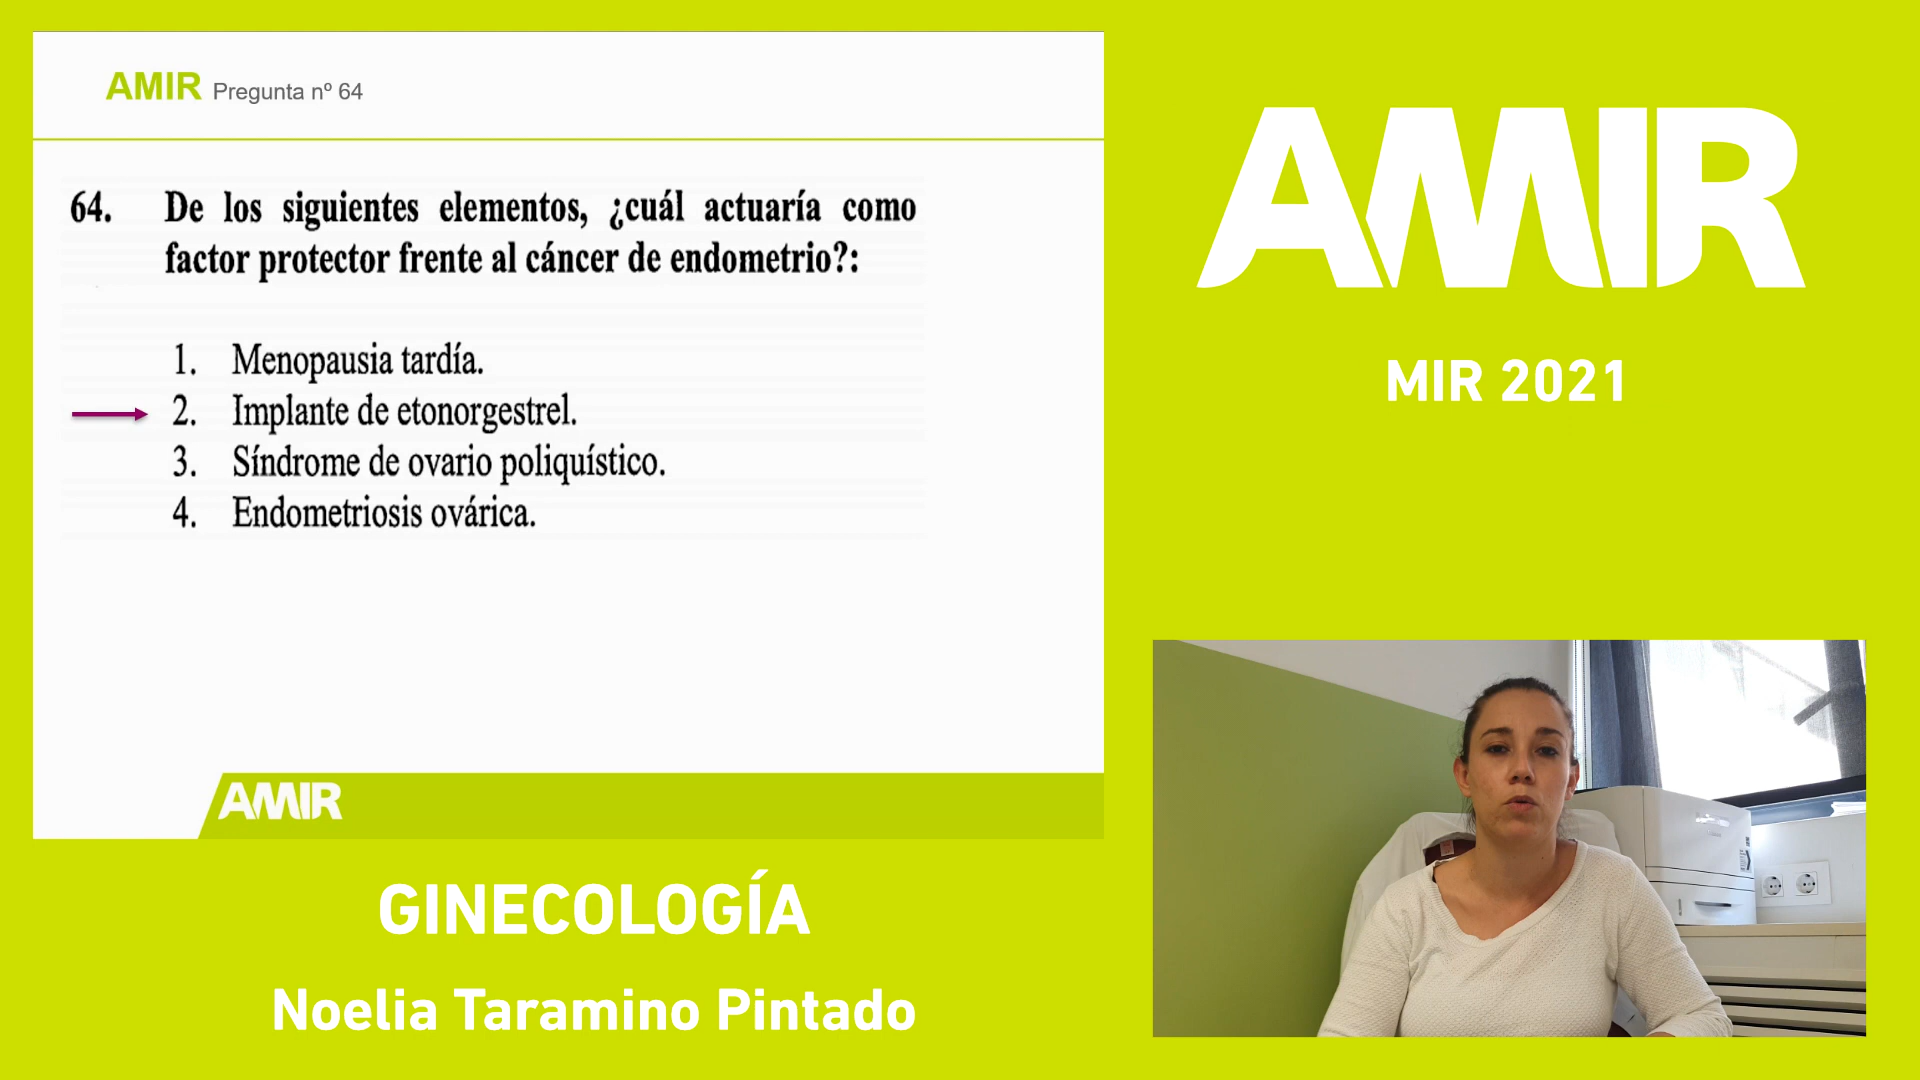 AMIR Pregunta nº 64
64. De los siguientes elementos, ¿cuál actuaría como
factor protector frente al cáncer de endometrio?:
1. Menopausia tardía.
2. Implante de etonorgestrel.
3. Síndrome de ovario poliquístico.
4. Endometriosis ovárica.
AMIR
GINECOLOGÍA
Noelia Taramino Pintado
AMIR
MIR 2021